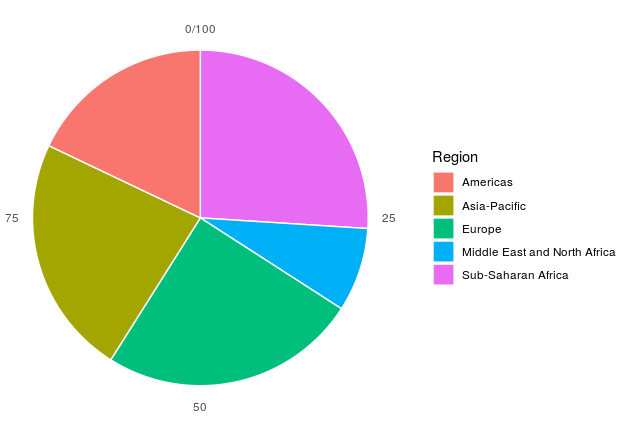 0/100
25
50
75
Region
Americas
Asia-Pacific
Europe
Middle East and North Africa
Sub-Saharan Africa